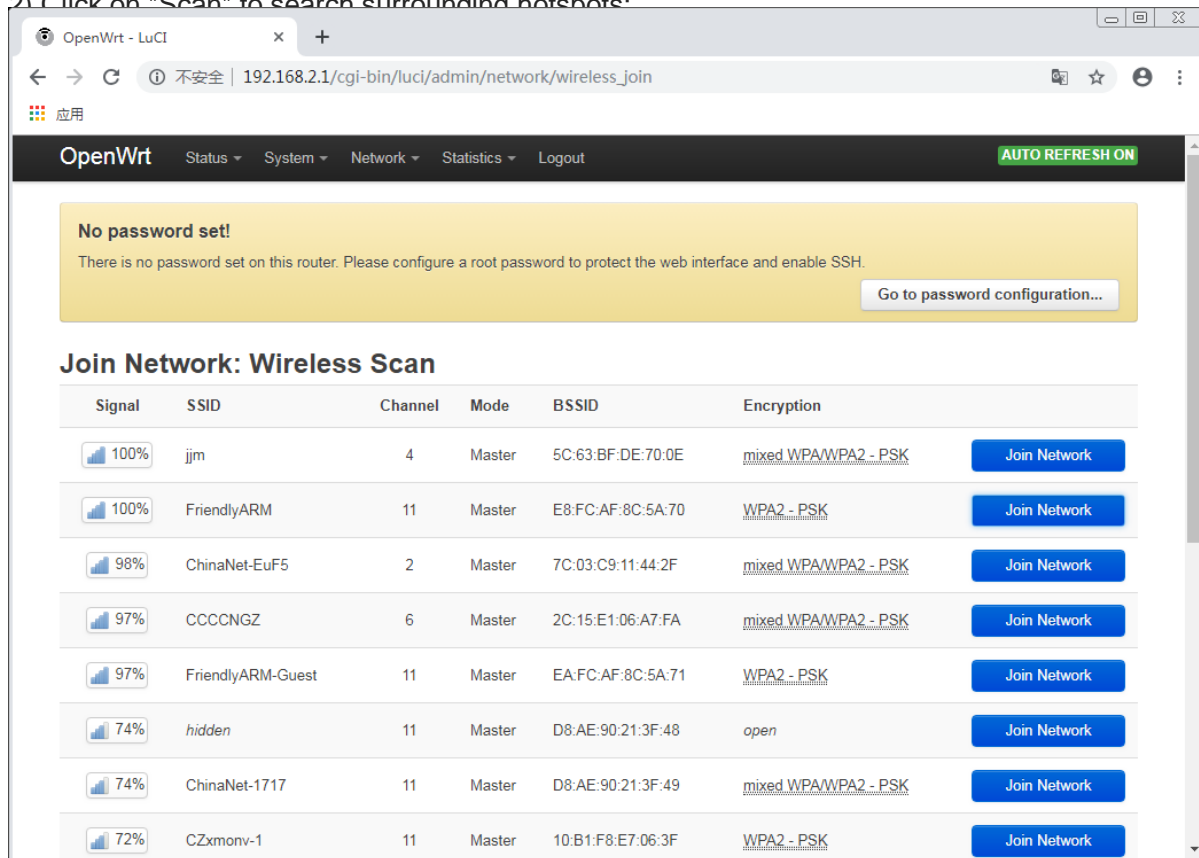 2) Click on "Scan" to search surrounding hotspots:
OpenWrt - LuCI
不安全 | 192.168.2.1/cgi-bin/luci/admin/network/wireless_join
应用
OpenWrt Status System Network Statistics Logout AUTO REFRESH ON
No password set!
There is no password set on this router. Please configure a root password to protect the web interface and enable SSH.
Go to password configuration...
Join Network: Wireless Scan
Signal SSID Channel Mode BSSID Encryption
100% jjm 4 Master 5C:63:BF:DE:70:0E mixed WPA/WPA2 - PSK Join Network
100% FriendlyARM 11 Master E8:FC:AF:8C:5A:70 WPA2 - PSK Join Network
98% ChinaNet-EuF5 2 Master 7C:03:C9:11:44:2F mixed WPA/WPA2 - PSK Join Network
97% CCCCNGZ 6 Master 2C:15:E1:06:A7:FA mixed WPA/WPA2 - PSK Join Network
97% FriendlyARM-Guest 11 Master EA:FC:AF:8C:5A:71 WPA2 - PSK Join Network
74% hidden 11 Master D8:AE:90:21:3F:48 open Join Network
74% ChinaNet-1717 11 Master D8:AE:90:21:3F:49 mixed WPA/WPA2 - PSK Join Network
72% CZxmonv-1 11 Master 10:B1:F8:E7:06:3F WPA2 - PSK Join Network